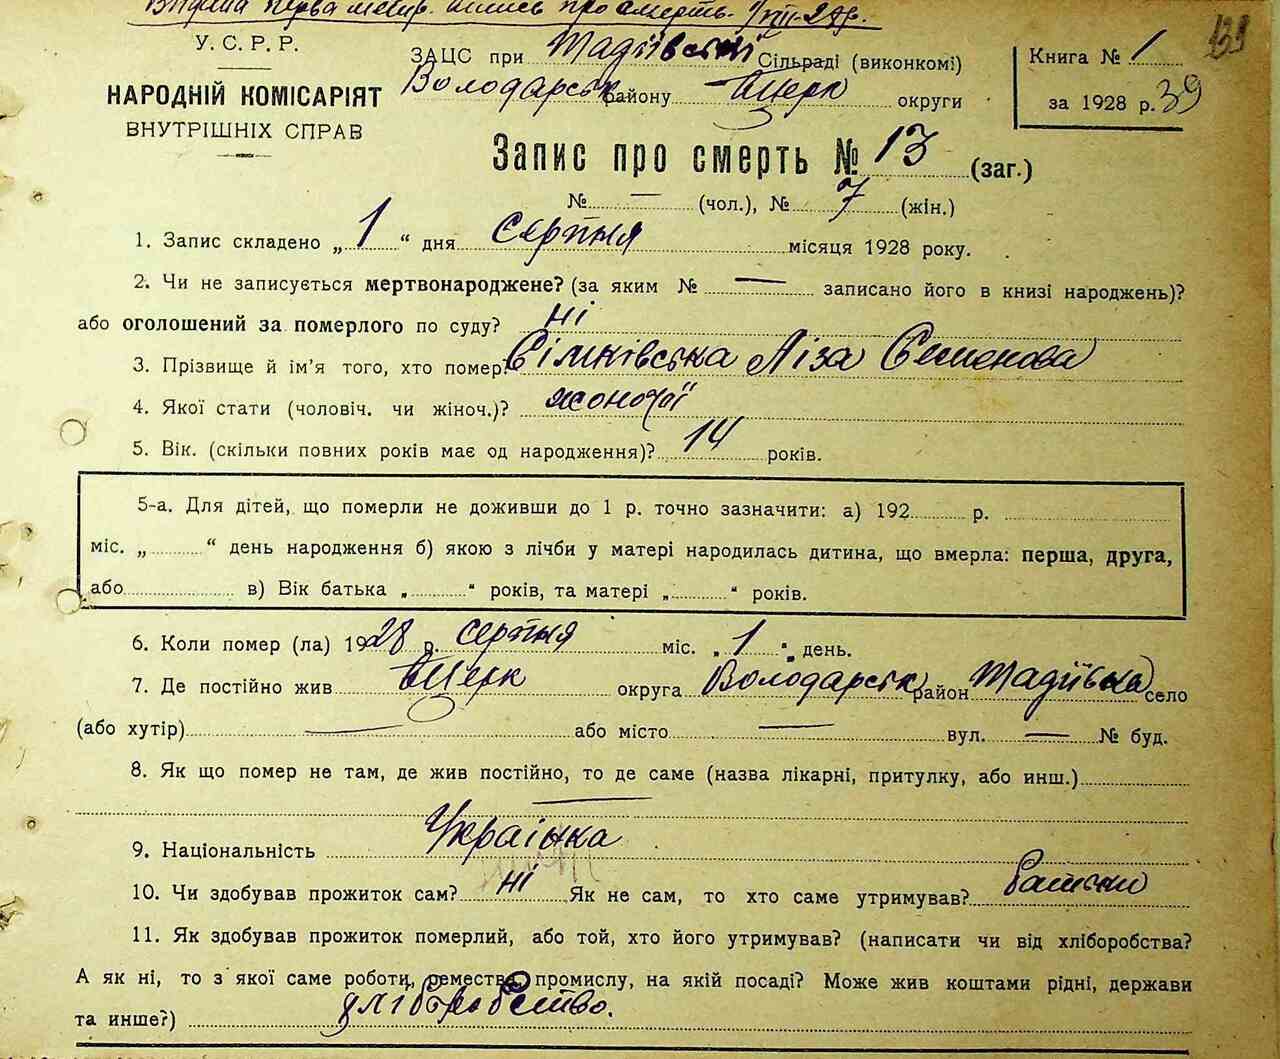 У.С.Р.Р.
НАРОДНІЙ КОМІСАРІЯТ
ВНУТРІШНІХ СПРАВ
ЗАЦС при Тадіївській Сільраді (виконкомі)
Володарськ району Б Церк округи
Книга № 1
за 1928 р. 39
139
Запис про смерть № 13 (заг.)
№ — (чол.), № 7 (жін.)
1. Запис складено „ 1 “ дня Серпня місяця 1928 року.
2. Чи не записується мертвонароджене? (за яким № — записано його в книзі народжень)?
або оголошений за померлого по суду? ні
3. Прізвище й ім'я того, хто помер: Сімківська Ліза Семенова
4. Якої стати (чоловіч. чи жіноч.)? жоночої
5. Вік. (скільки повних років має од народження)? 14 років.
5-а. Для дітей, що померли не доживши до 1 р. точно зазначити: а) 192 р.
міс. „ “ день народження б) якою з лічби у матері народилась дитина, що вмерла: перша, друга,
або в) Вік батька „ “ років, та матері „ “ років.
6. Коли помер (ла) 1928 р. серпня міс. „ 1 “ день.
7. Де постійно жив Б Церк округа Володарськ район Тадіївка село
(або хутір) — або місто — вул. — № буд.
8. Як що помер не там, де жив постійно, то де саме (назва лікарні, притулку, або инш.)
—
9. Національність Українка
10. Чи здобував прожиток сам? ні Як не сам, то хто саме утримував? батьки
11. Як здобував прожиток померлий, або той, хто його утримував? (написати чи від хліборобства?
А як ні, то з якої саме роботи, ремества, промислу, на якій посаді? Може жив коштами рідні, держави
та инше?) хліборобство.